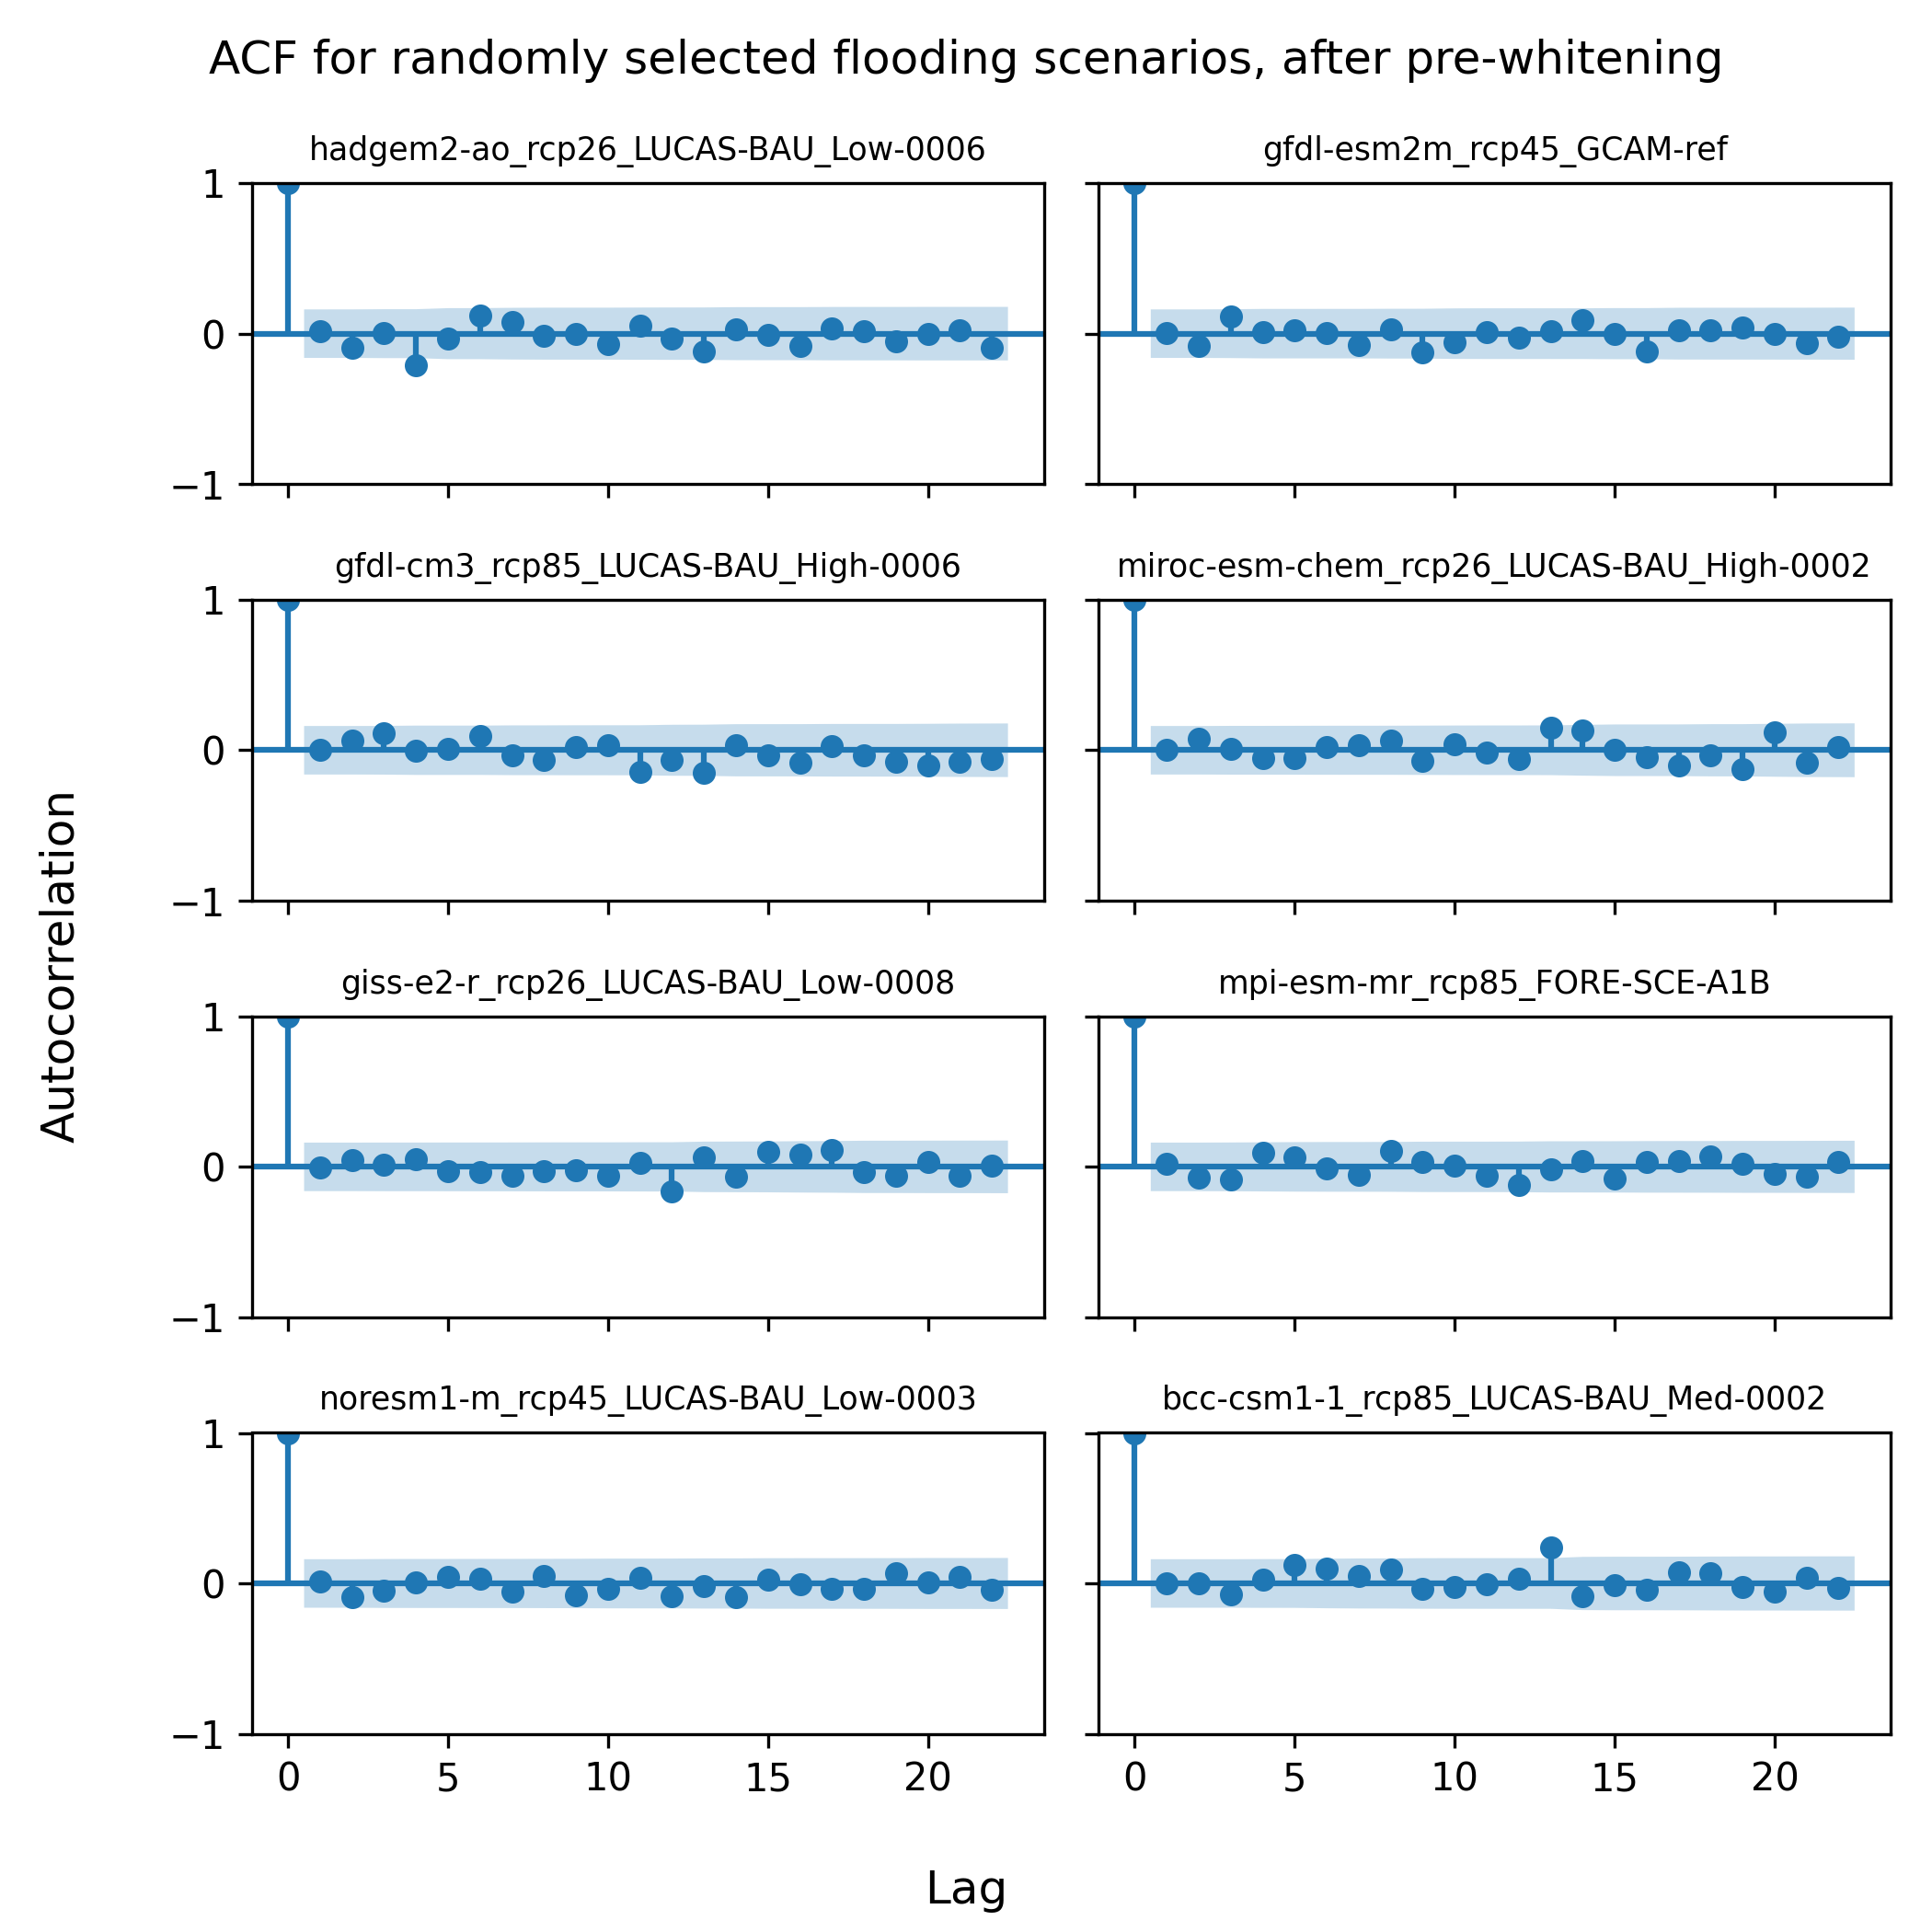 ACF for randomly selected flooding scenarios, after pre-whitening
hadgem2-ao_rcp26_LUCAS-BAU_Low-0006
gfdl-esm2m_rcp45_GCAM-ref
1
0
−1
gfdl-cm3_rcp85_LUCAS-BAU_High-0006
miroc-esm-chem_rcp26_LUCAS-BAU_High-0002
1
0
−1
giss-e2-r_rcp26_LUCAS-BAU_Low-0008
mpi-esm-mr_rcp85_FORE-SCE-A1B
1
0
−1
noresm1-m_rcp45_LUCAS-BAU_Low-0003
bcc-csm1-1_rcp85_LUCAS-BAU_Med-0002
1
0
−1
0 5 10 15 20
0 5 10 15 20
Autocorrelation
Lag